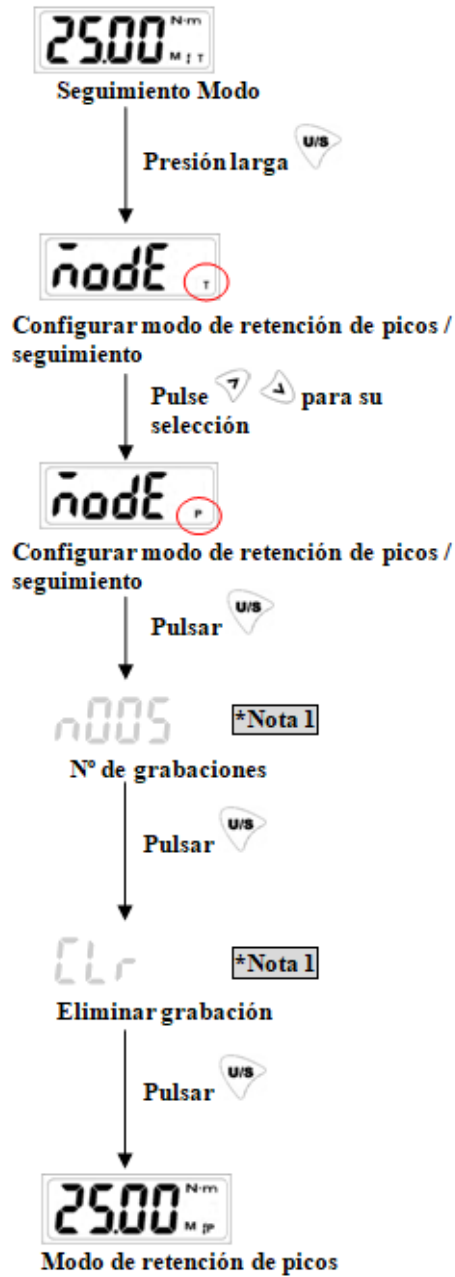 25.00 N·m
M T
Seguimiento Modo
Presión larga U/S
modE T
Configurar modo de retención de picos /
seguimiento
Pulse para su
selección
modE P
Configurar modo de retención de picos /
seguimiento
Pulsar U/S
n005 *Nota 1
Nº de grabaciones
Pulsar U/S
CLr *Nota 1
Eliminar grabación
Pulsar U/S
25.00 N·m
M P
Modo de retención de picos